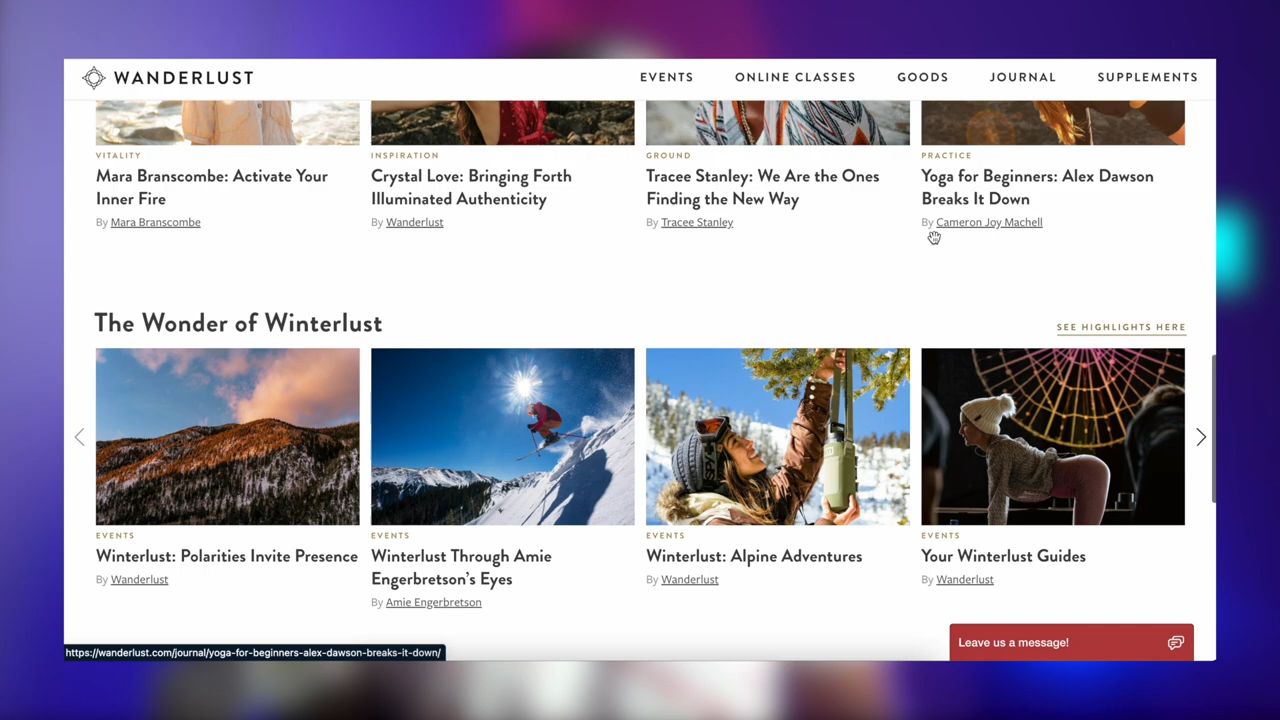 WANDERLUST
EVENTS ONLINE CLASSES GOODS JOURNAL SUPPLEMENTS
VITALITY
Mara Branscombe: Activate Your
Inner Fire
By Mara Branscombe
INSPIRATION
Crystal Love: Bringing Forth
Illuminated Authenticity
By Wanderlust
GROUND
Tracee Stanley: We Are the Ones
Finding the New Way
By Tracee Stanley
PRACTICE
Yoga for Beginners: Alex Dawson
Breaks It Down
By Cameron Joy Machell
The Wonder of Winterlust
SEE HIGHLIGHTS HERE
EVENTS
Winterlust: Polarities Invite Presence
By Wanderlust
EVENTS
Winterlust Through Amie
Engerbretson’s Eyes
By Amie Engerbretson
EVENTS
Winterlust: Alpine Adventures
By Wanderlust
EVENTS
Your Winterlust Guides
By Wanderlust
Leave us a message!
https://wanderlust.com/journal/yoga-for-beginners-alex-dawson-breaks-it-down/